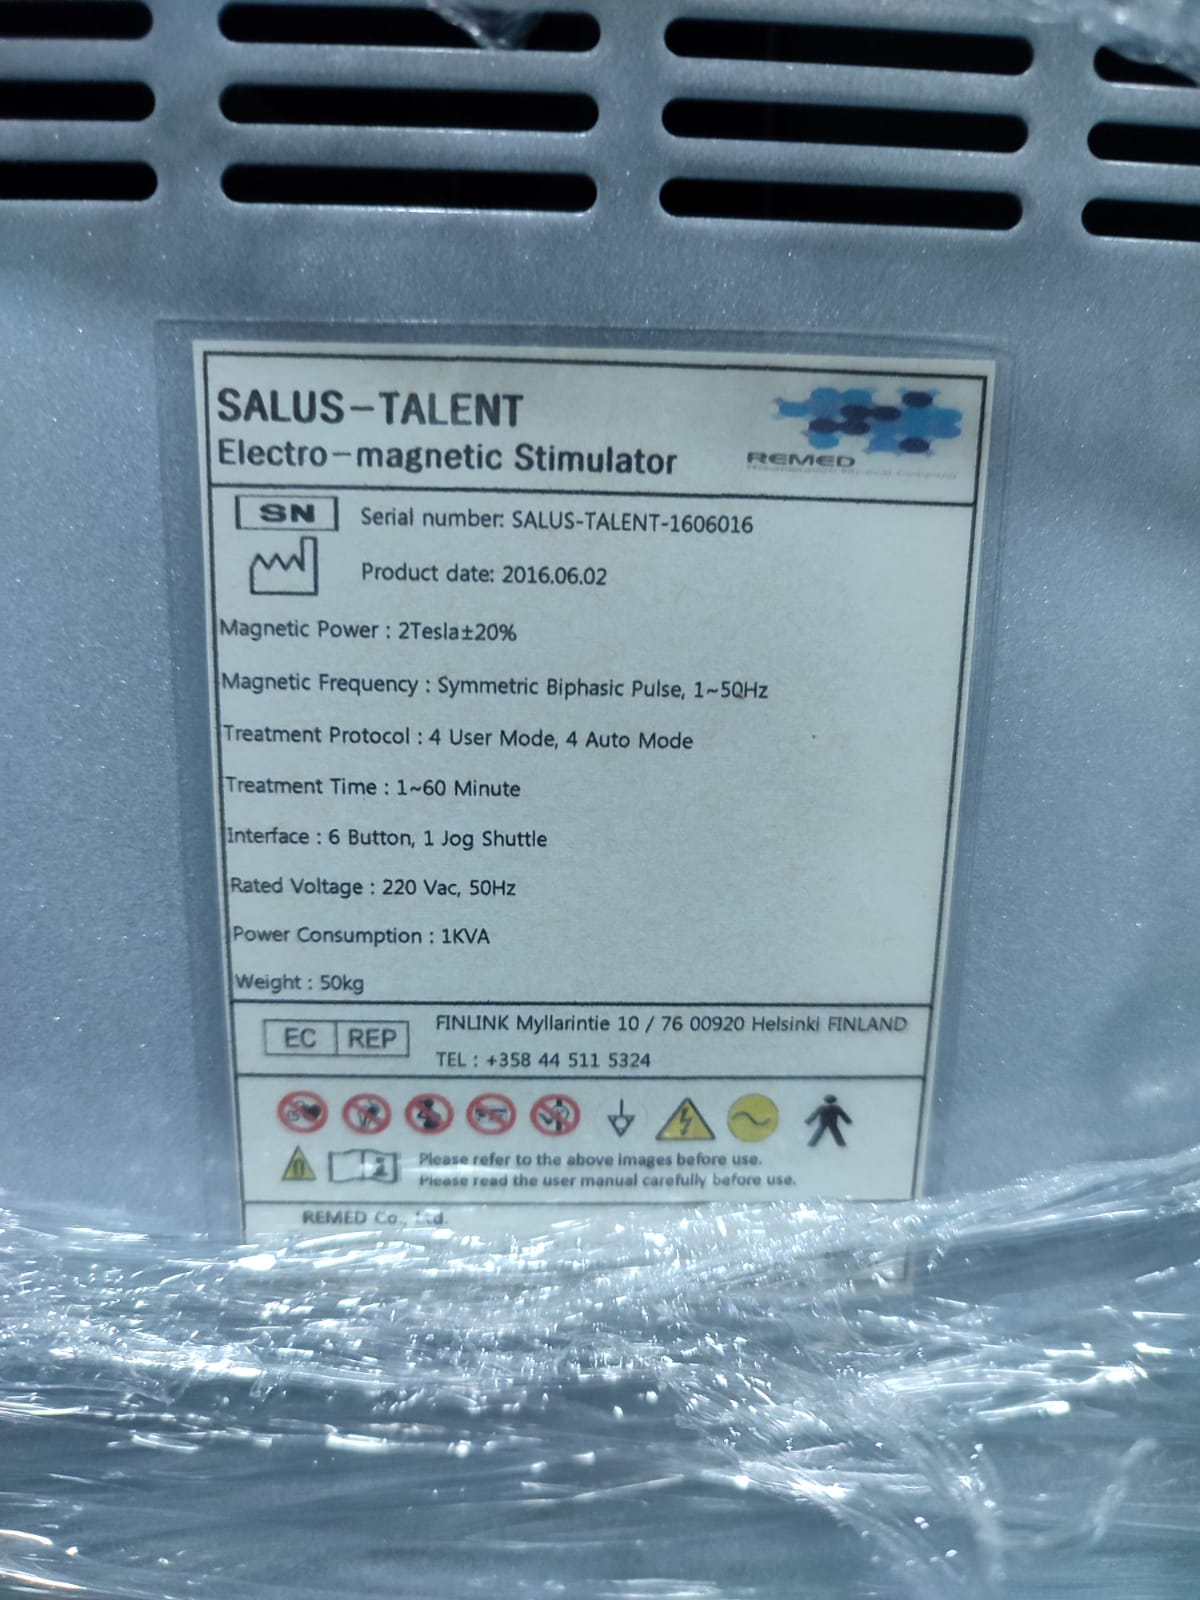 SALUS-TALENT
Electro-magnetic Stimulator
REMED
SN Serial number: SALUS-TALENT-1606016
Product date: 2016.06.02
Magnetic Power : 2Tesla±20%
Magnetic Frequency : Symmetric Biphasic Pulse, 1~50Hz
Treatment Protocol : 4 User Mode, 4 Auto Mode
Treatment Time : 1~60 Minute
Interface : 6 Button, 1 Jog Shuttle
Rated Voltage : 220 Vac, 50Hz
Power Consumption : 1KVA
Weight : 50kg
EC REP
FINLINK Myllarintie 10 / 76 00920 Helsinki FINLAND
TEL : +358 44 511 5324
Please refer to the above images before use.
Please read the user manual carefully before use.
REMED Co., Ltd.